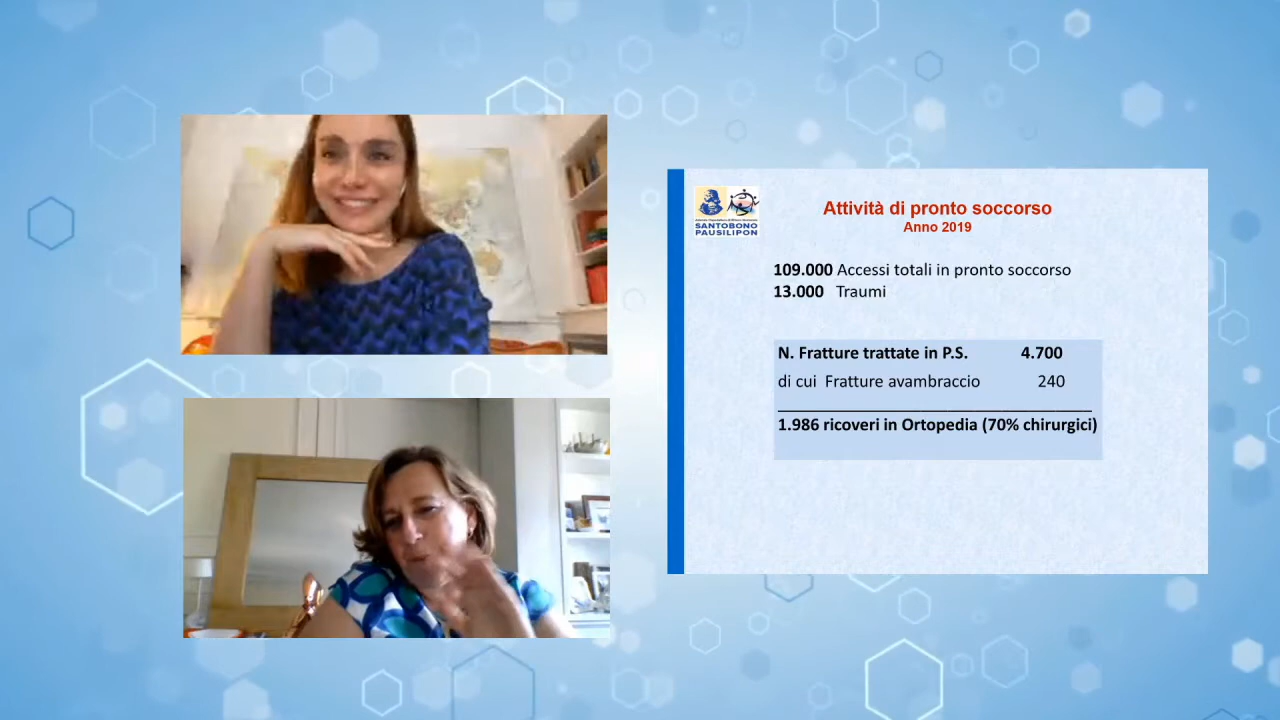 SANTOBONO
PAUSILIPON
Attività di pronto soccorso
Anno 2019
109.000 Accessi totali in pronto soccorso
13.000 Traumi
N. Fratture trattate in P.S. 4.700
di cui Fratture avambraccio 240
1.986 ricoveri in Ortopedia (70% chirurgici)